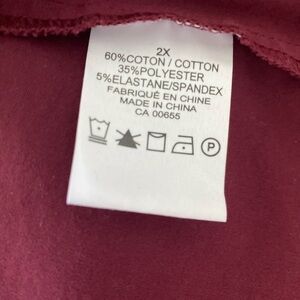 2X
60%COTON / COTTON
35%POLYESTER
5%ELASTANE/SPANDEX
FABRIQUÉ EN CHINE
MADE IN CHINA
CA 00655
P